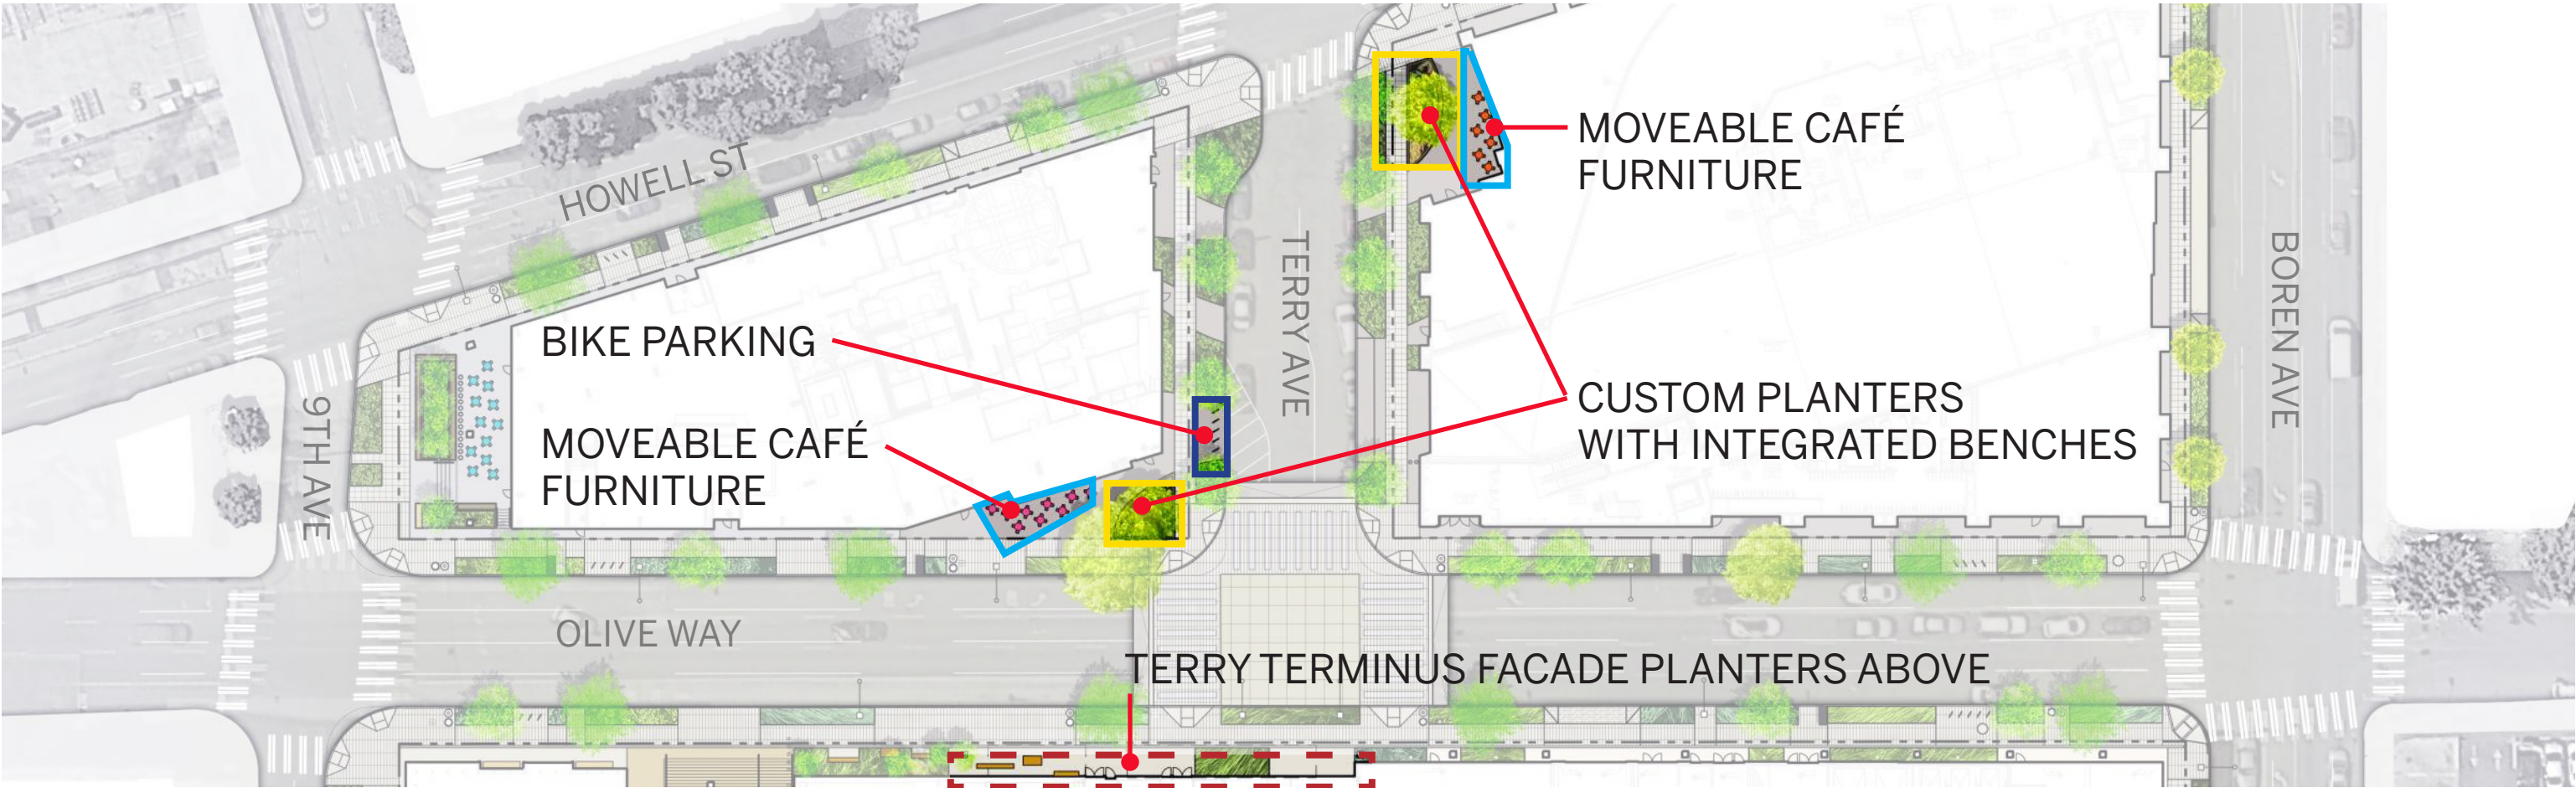 HOWELL ST
MOVEABLE CAFÉ
FURNITURE
TERRY AVE
BOREN AVE
BIKE PARKING
9TH AVE
MOVEABLE CAFÉ
FURNITURE
CUSTOM PLANTERS
WITH INTEGRATED BENCHES
OLIVE WAY
TERRY TERMINUS FACADE PLANTERS ABOVE